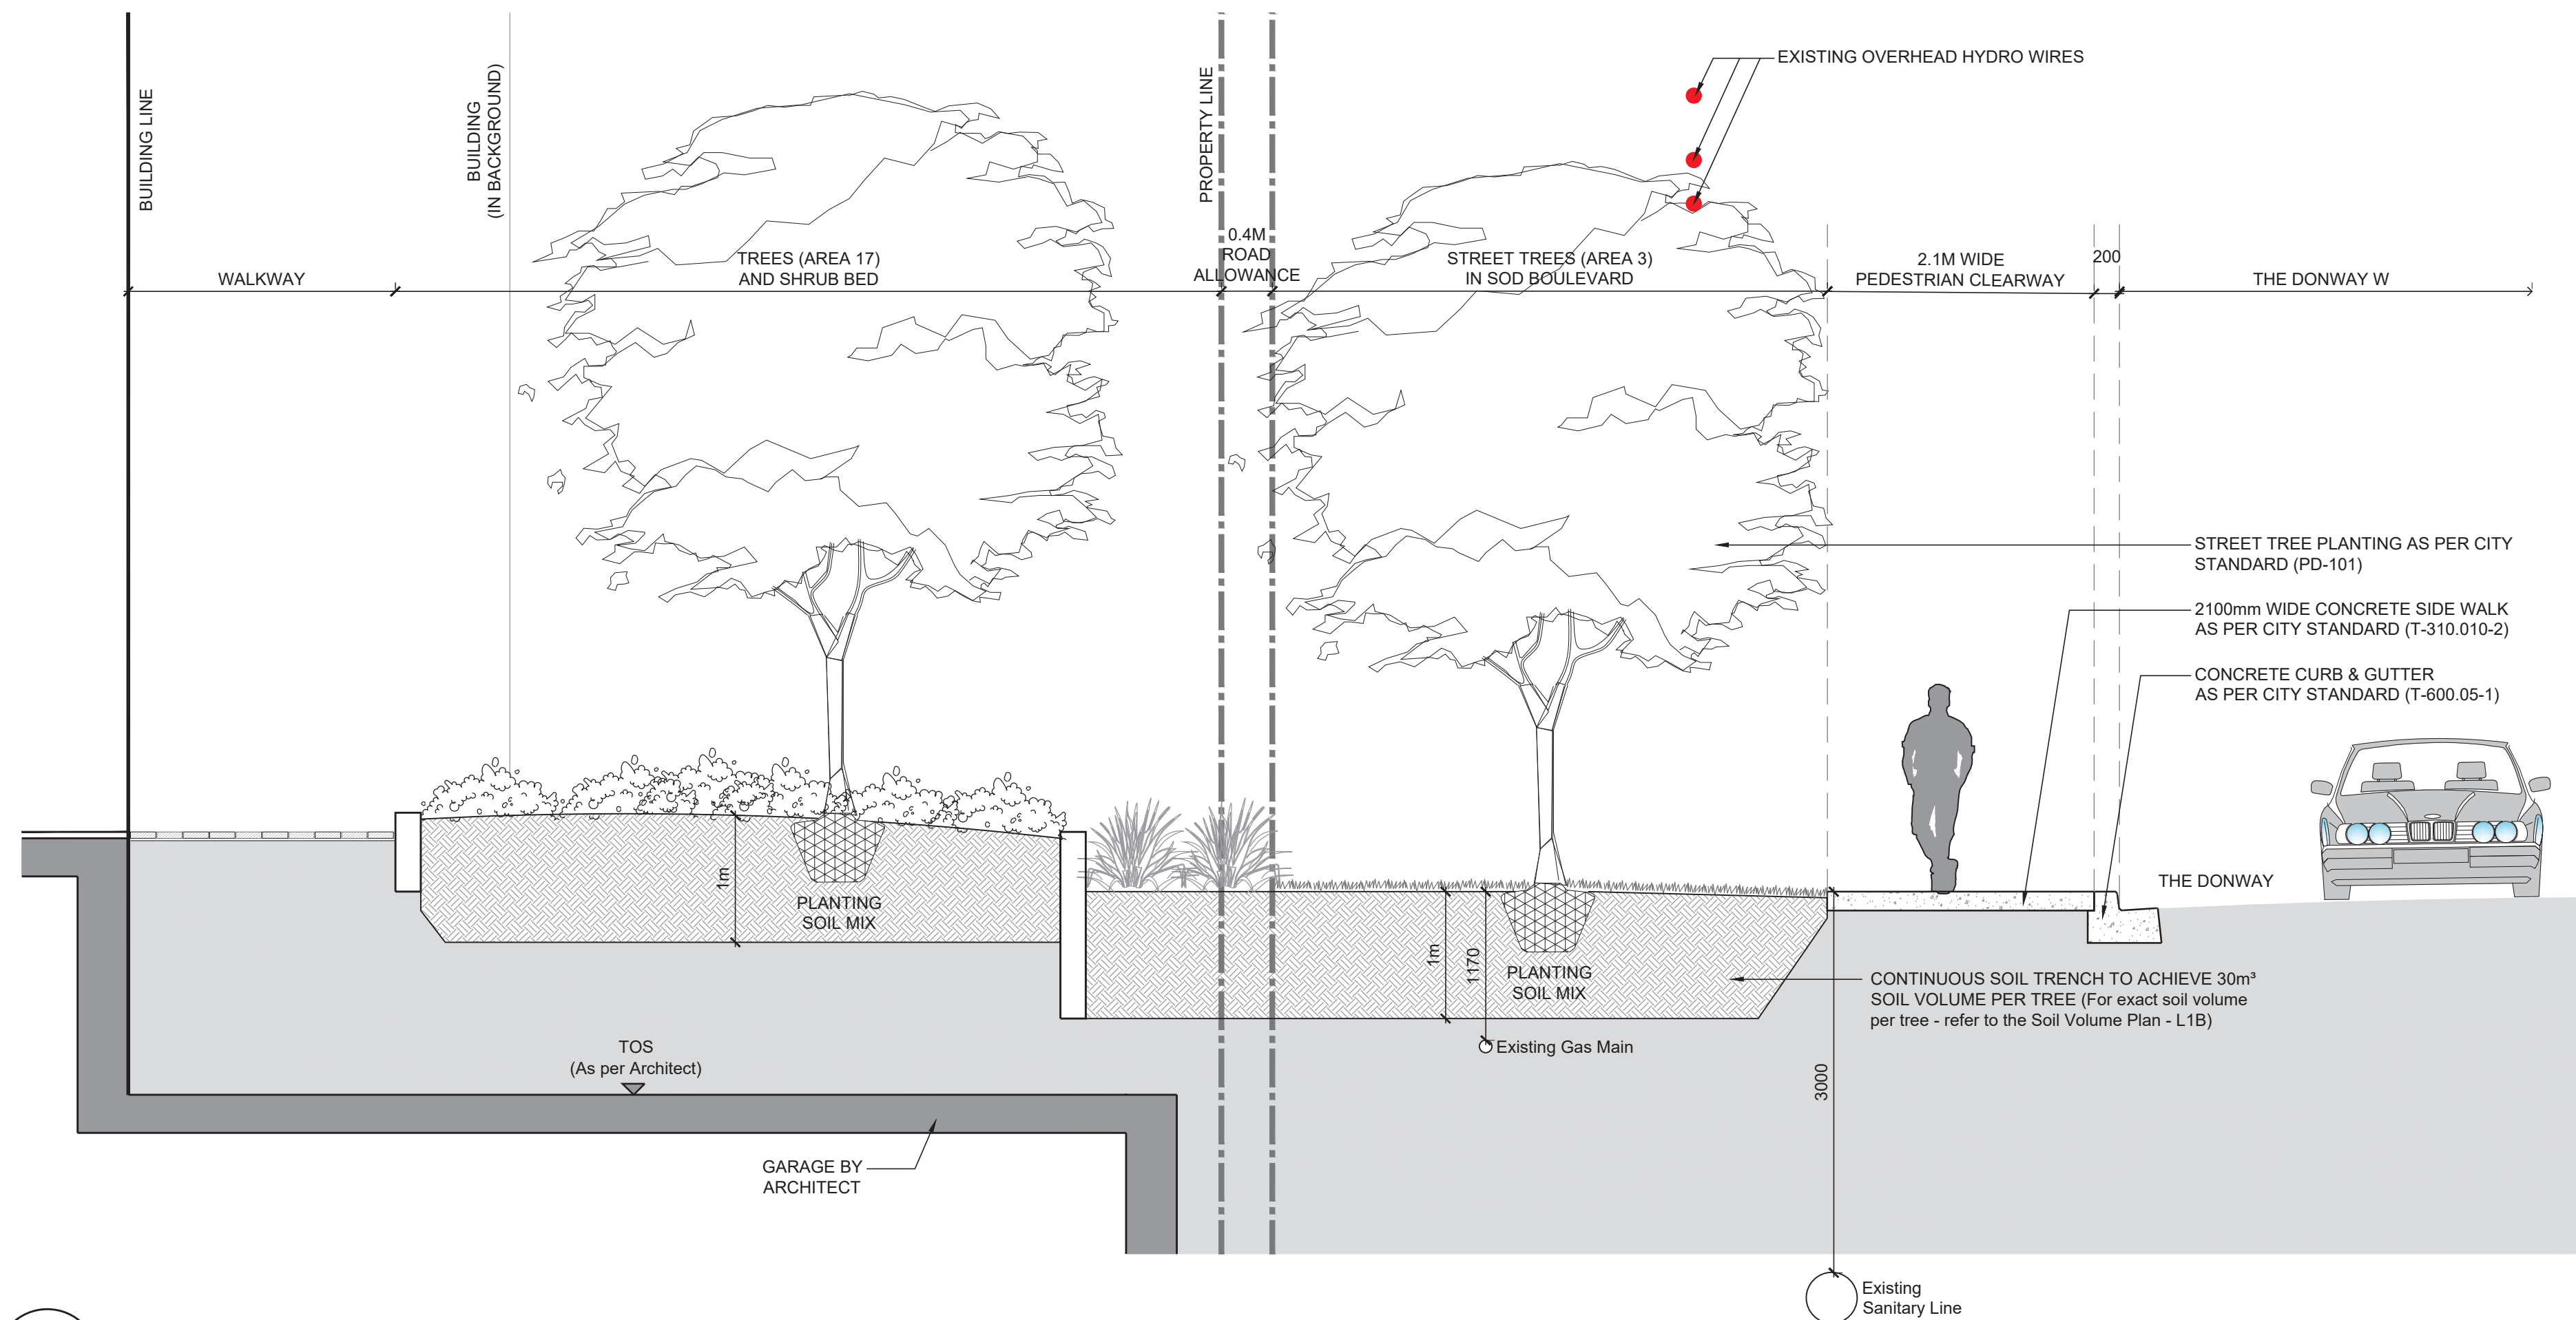 EXISTING OVERHEAD HYDRO WIRES
BUILDING LINE
BUILDING
(IN BACKGROUND)
PROPERTY LINE
WALKWAY
TREES (AREA 17)
AND SHRUB BED
0.4M
ROAD
ALLOWANCE
STREET TREES (AREA 3)
IN SOD BOULEVARD
2.1M WIDE
PEDESTRIAN CLEARWAY
200
THE DONWAY W
STREET TREE PLANTING AS PER CITY
STANDARD (PD-101)
2100mm WIDE CONCRETE SIDE WALK
AS PER CITY STANDARD (T-310.010-2)
CONCRETE CURB & GUTTER
AS PER CITY STANDARD (T-600.05-1)
THE DONWAY
1m
PLANTING
SOIL MIX
1m
1170
PLANTING
SOIL MIX
CONTINUOUS SOIL TRENCH TO ACHIEVE 30m³
SOIL VOLUME PER TREE (For exact soil volume
per tree - refer to the Soil Volume Plan - L1B)
Existing Gas Main
TOS
(As per Architect)
3000
GARAGE BY
ARCHITECT
Existing
Sanitary Line